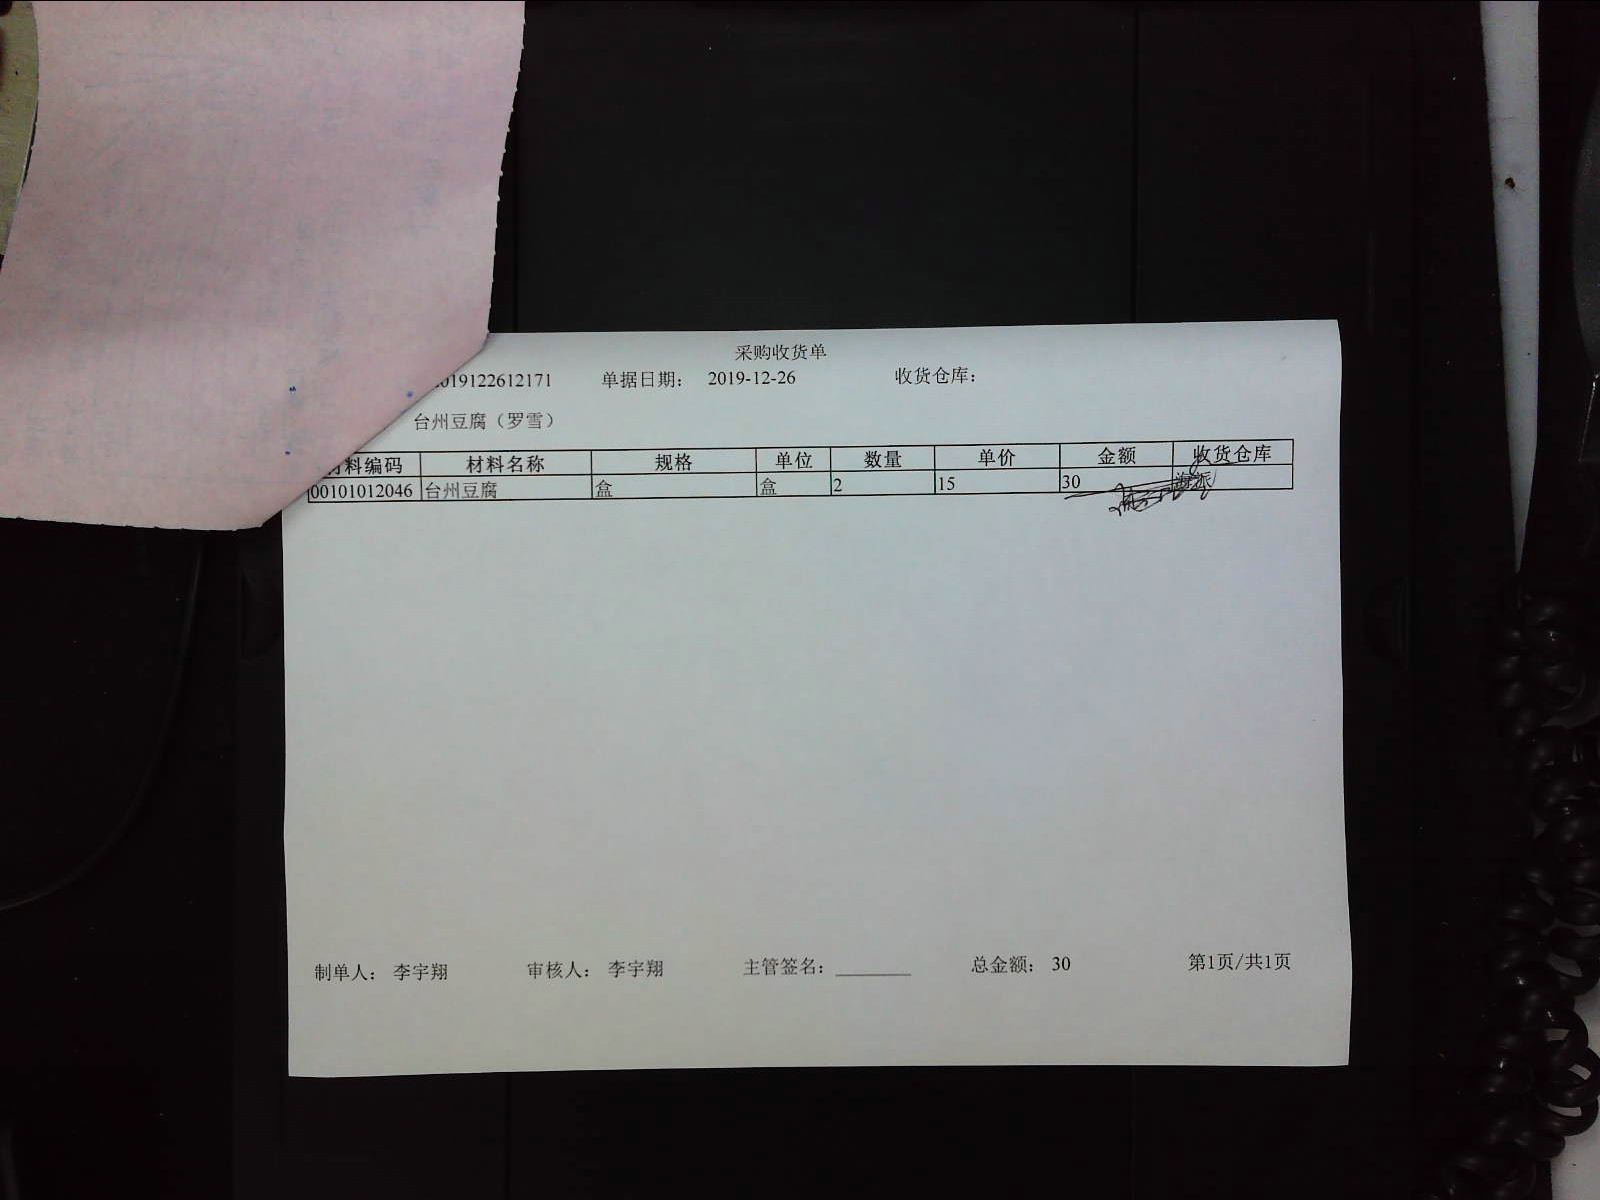 采购收货单
019122612171 单据日期： 2019-12-26 收货仓库：
台州豆腐（罗雪）
料编码 材料名称 规格 单位 数量 单价 金额 收货仓库
00101012046 台州豆腐 盒 盒 2 15 30 海派
制单人： 李宇翔 审核人： 李宇翔 主管签名： 总金额： 30 第1页/共1页